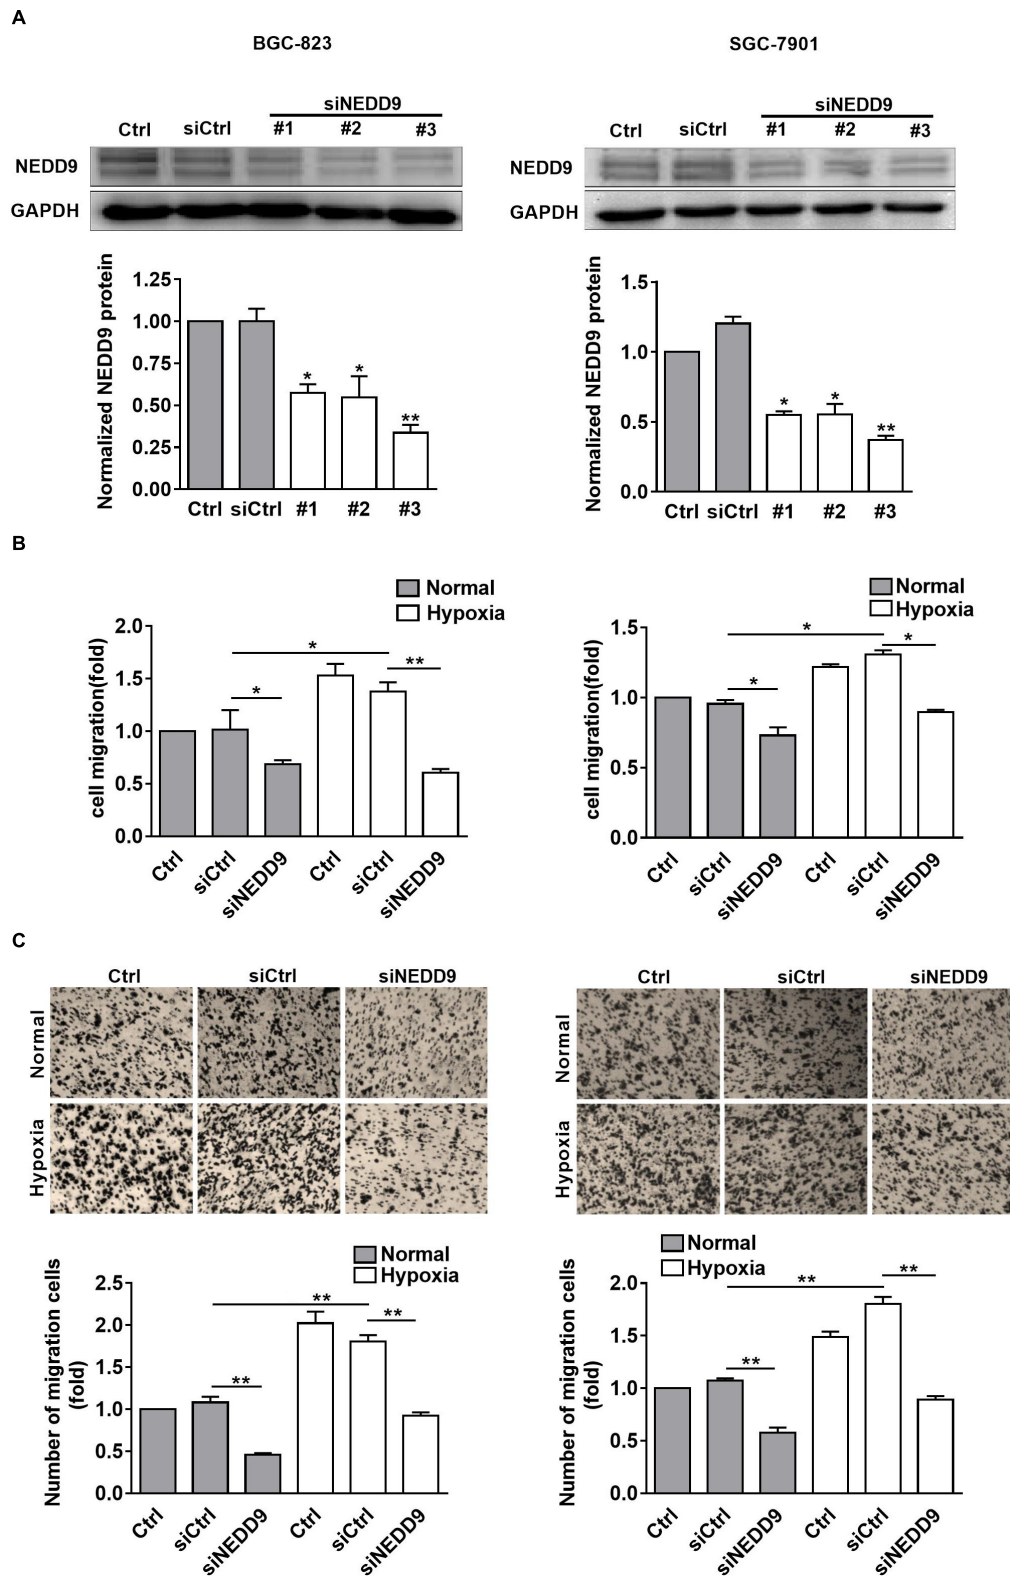 A
BGC-823
SGC-7901
siNEDD9
Ctrl siCtrl #1 #2 #3
NEDD9
GAPDH
siNEDD9
Ctrl siCtrl #1 #2 #3
NEDD9
GAPDH
Normalized NEDD9 protein
1.25
1.00
0.75
0.50
0.25
0.00
* * **
Ctrl siCtrl #1 #2 #3
Normalized NEDD9 protein
1.5
1.0
0.5
0.0
* * **
Ctrl siCtrl #1 #2 #3
B
Normal
Hypoxia
cell migration(fold)
2.0
1.5
1.0
0.5
0.0
* * **
Ctrl siCtrl siNEDD9 Ctrl siCtrl siNEDD9
Normal
Hypoxia
cell migration(fold)
1.5
1.0
0.5
0.0
* * *
Ctrl siCtrl siNEDD9 Ctrl siCtrl siNEDD9
C
Ctrl siCtrl siNEDD9
Normal
Hypoxia
Ctrl siCtrl siNEDD9
Normal
Hypoxia
Normal
Hypoxia
Number of migration cells
(fold)
2.5
2.0
1.5
1.0
0.5
0.0
** ** **
Ctrl siCtrl siNEDD9 Ctrl siCtrl siNEDD9
Normal
Hypoxia
Number of migration cells
(fold)
2.0
1.5
1.0
0.5
0.0
** ** **
Ctrl siCtrl siNEDD9 Ctrl siCtrl siNEDD9